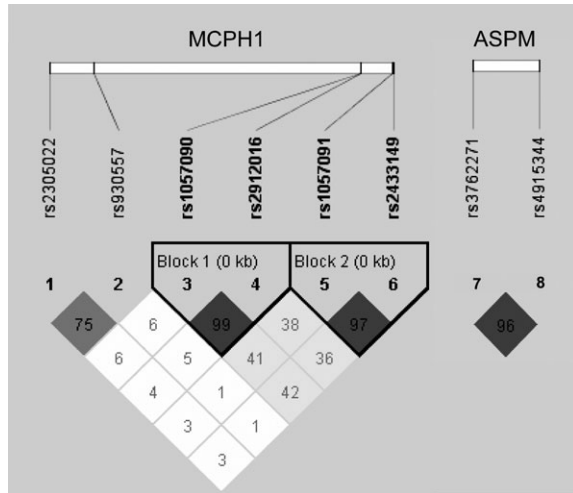 MCPH1 ASPM
rs2305022 rs930557 rs1057090 rs2912016 rs1057091 rs2433149 rs3762271 rs4915344
Block 1 (0 kb) Block 2 (0 kb)
1 2 3 4 5 6 7 8
75 6 99 38 97 96
6 5 41 36
4 1 42
3 1
3